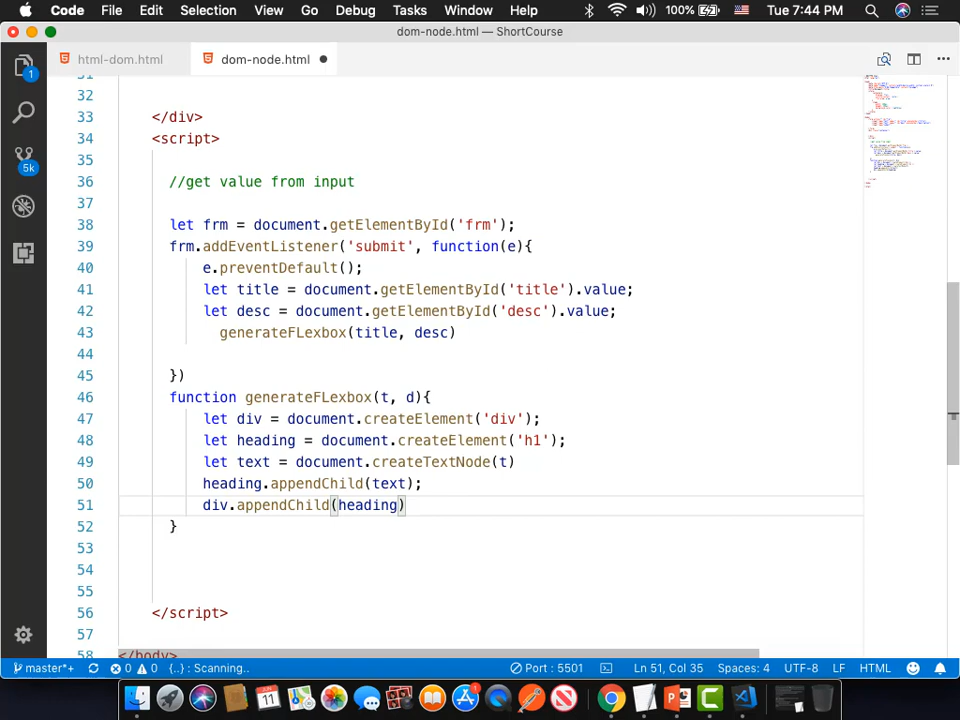 Code File Edit Selection View Go Debug Tasks Window Help 100% Tue 7:44 PM
dom-node.html — ShortCourse
html-dom.html dom-node.html
1
5k
31
32
33 </div>
34 <script>
35
36 //get value from input
37
38 let frm = document.getElementById('frm');
39 frm.addEventListener('submit', function(e){
40 e.preventDefault();
41 let title = document.getElementById('title').value;
42 let desc = document.getElementById('desc').value;
43 generateFLexbox(title, desc)
44
45 })
46 function generateFLexbox(t, d){
47 let div = document.createElement('div');
48 let heading = document.createElement('h1');
49 let text = document.createTextNode(t)
50 heading.appendChild(text);
51 div.appendChild(heading)
52 }
53
54
55
56 </script>
57
58 </body>
master*+ 0 0 {..} : Scanning.. Port : 5501 Ln 51, Col 35 Spaces: 4 UTF-8 LF HTML
11